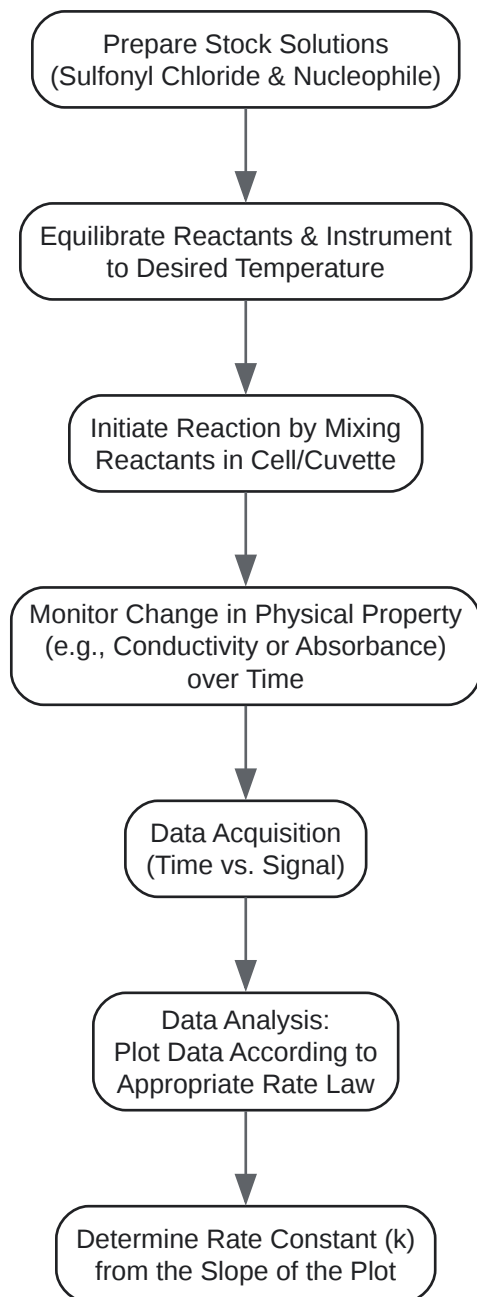 Prepare Stock Solutions
(Sulfonyl Chloride & Nucleophile)
Equilibrate Reactants & Instrument
to Desired Temperature
Initiate Reaction by Mixing
Reactants in Cell/Cuvette
Monitor Change in Physical Property
(e.g., Conductivity or Absorbance)
over Time
Data Acquisition
(Time vs. Signal)
Data Analysis:
Plot Data According to
Appropriate Rate Law
Determine Rate Constant (k)
from the Slope of the Plot